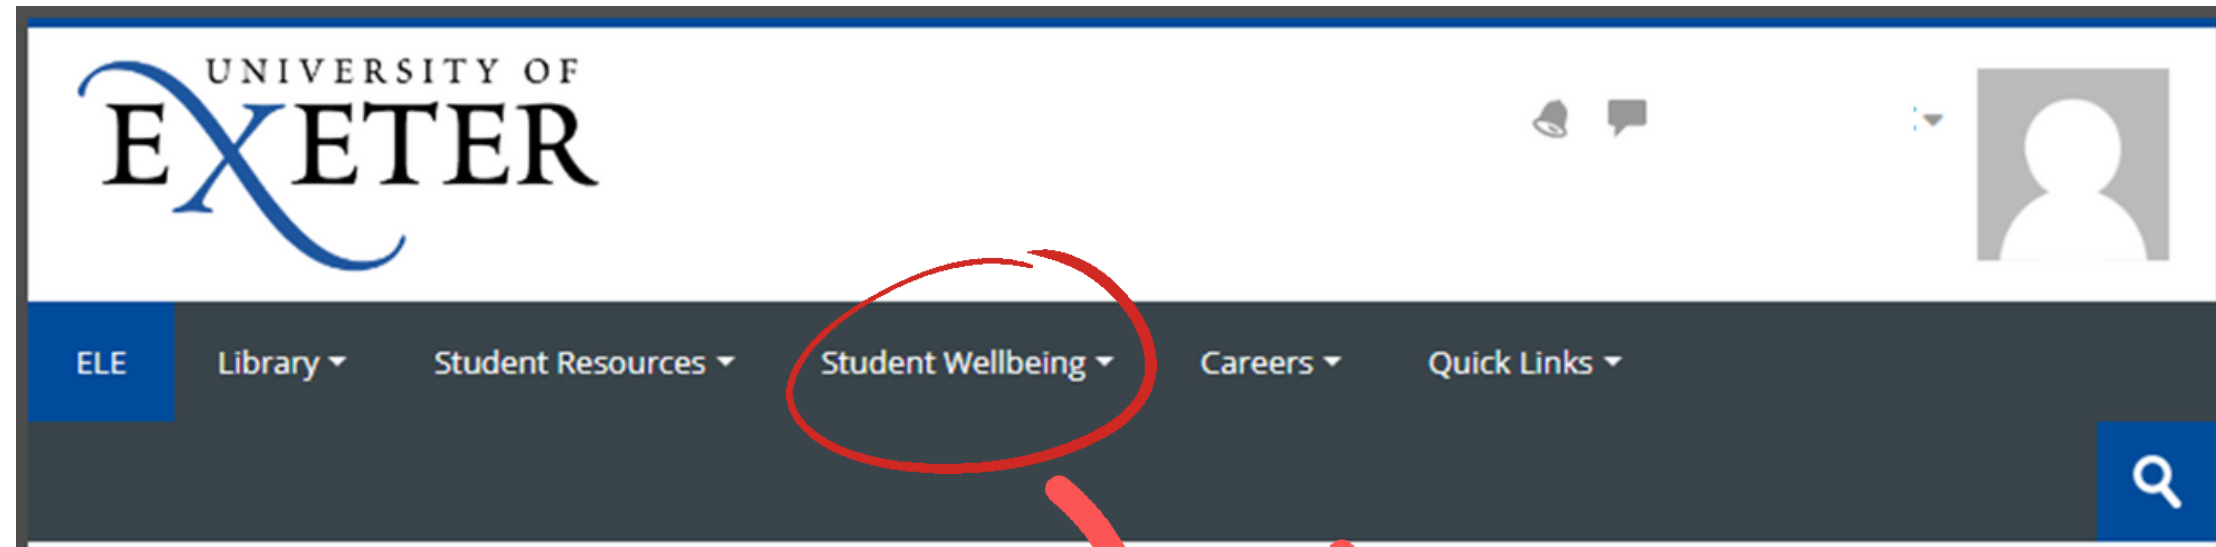 UNIVERSITY OF
EXETER
ELE Library Student Resources Student Wellbeing Careers Quick Links